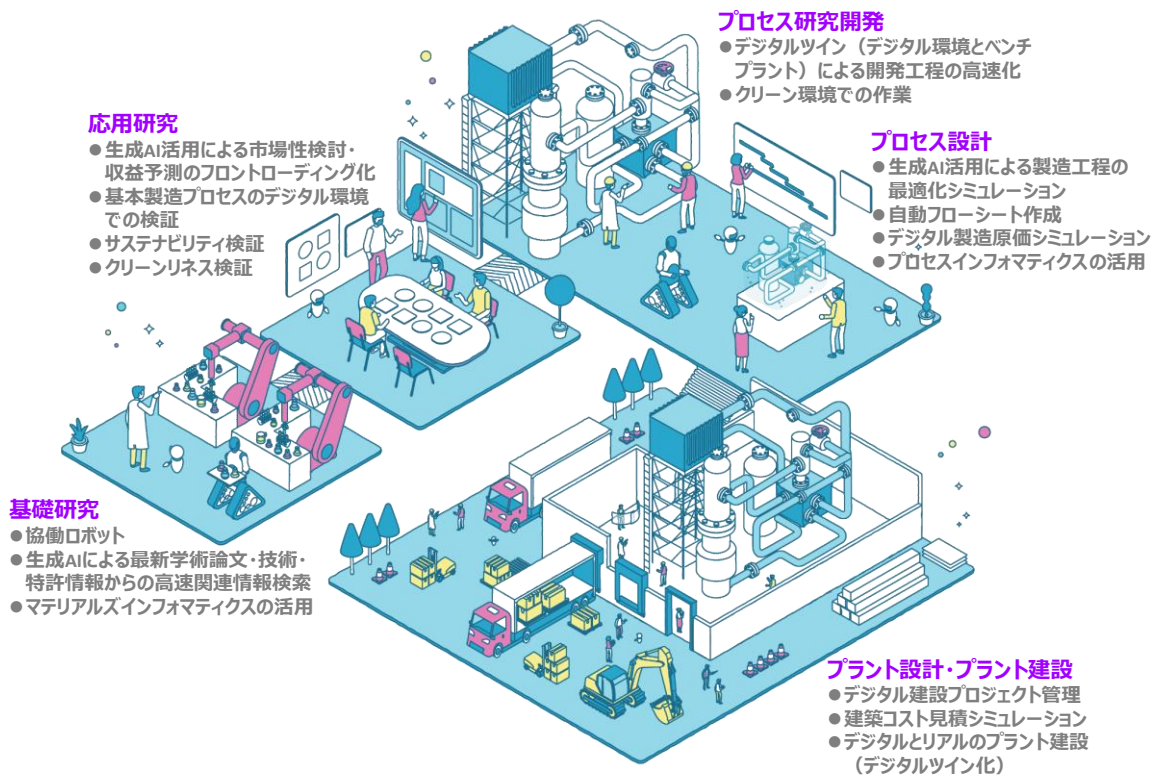 プロセス研究開発
●デジタルツイン（デジタル環境とベンチ
プラント）による開発工程の高速化
●クリーン環境での作業
応用研究
●生成AI活用による市場性検討・
収益予測のフロントローディング化
●基本製造プロセスのデジタル環境
での検証
●サステナビリティ検証
●クリーンリネス検証
プロセス設計
●生成AI活用による製造工程の
最適化シミュレーション
●自動フローシート作成
●デジタル製造原価シミュレーション
●プロセスインフォマティクスの活用
基礎研究
●協働ロボット
●生成AIによる最新学術論文・技術・
特許情報からの高速関連情報検索
●マテリアルズインフォマティクスの活用
プラント設計・プラント建設
●デジタル建設プロジェクト管理
●建築コスト見積シミュレーション
●デジタルとリアルのプラント建設
（デジタルツイン化）